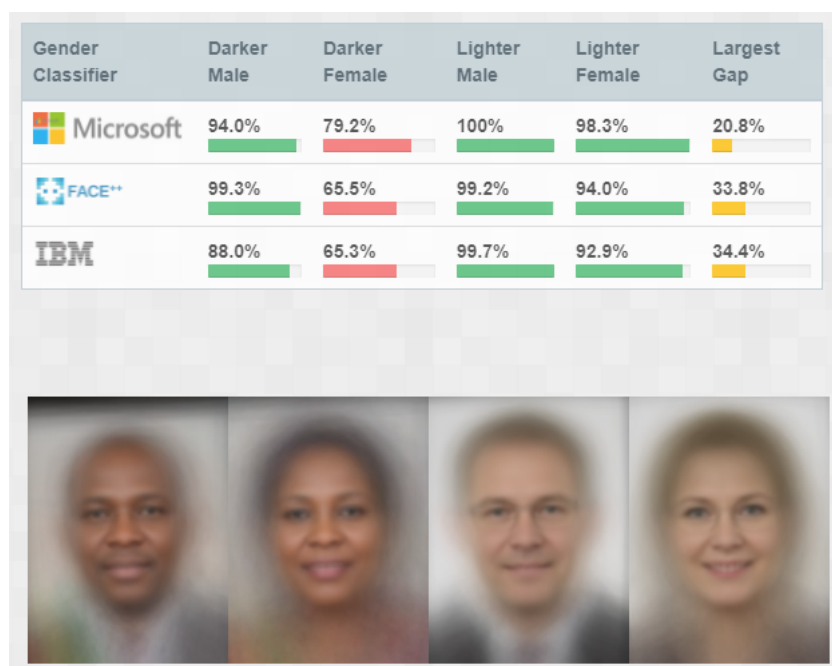 Gender Classifier Darker Male Darker Female Lighter Male Lighter Female Largest Gap
Microsoft 94.0% 79.2% 100% 98.3% 20.8%
FACE++ 99.3% 65.5% 99.2% 94.0% 33.8%
IBM 88.0% 65.3% 99.7% 92.9% 34.4%